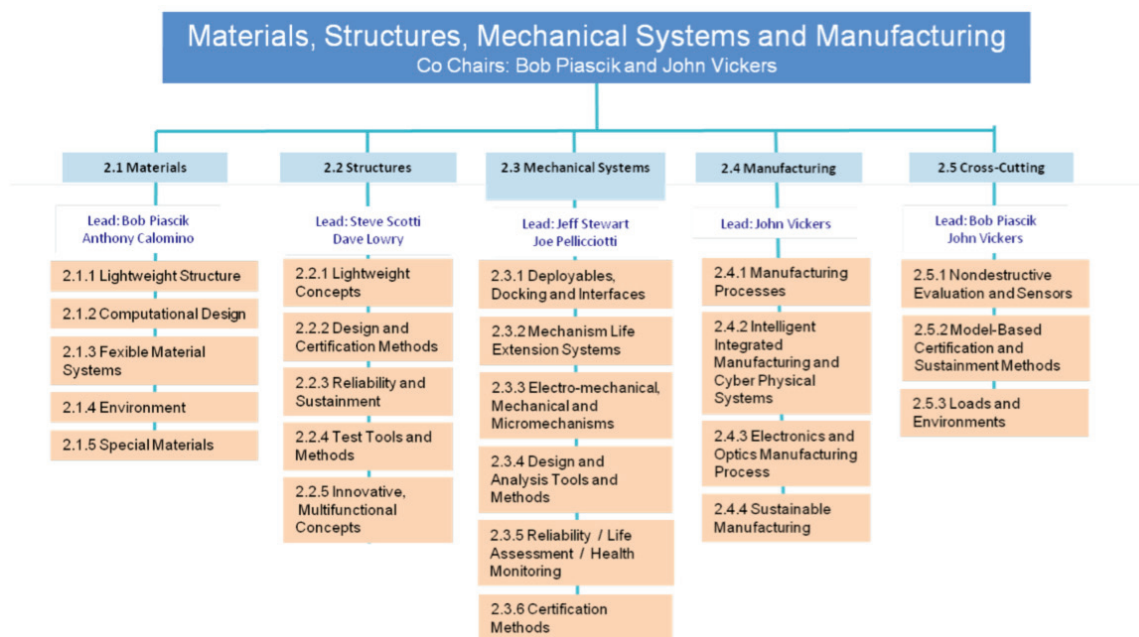 Materials, Structures, Mechanical Systems and Manufacturing
Co Chairs: Bob Piascik and John Vickers
2.1 Materials
Lead: Bob Piascik
Anthony Calomino
2.1.1 Lightweight Structure
2.1.2 Computational Design
2.1.3 Fexible Material
Systems
2.1.4 Environment
2.1.5 Special Materials
2.2 Structures
Lead: Steve Scotti
Dave Lowry
2.2.1 Lightweight
Concepts
2.2.2 Design and
Certification Methods
2.2.3 Reliability and
Sustainment
2.2.4 Test Tools and
Methods
2.2.5 Innovative,
Multifunctional
Concepts
2.3 Mechanical Systems
Lead: Jeff Stewart
Joe Pellicciotti
2.3.1 Deployables,
Docking and Interfaces
2.3.2 Mechanism Life
Extension Systems
2.3.3 Electro-mechanical,
Mechanical and
Micromechanisms
2.3.4 Design and
Analysis Tools and
Methods
2.3.5 Reliability / Life
Assessment / Health
Monitoring
2.3.6 Certification
Methods
2.4 Manufacturing
Lead: John Vickers
2.4.1 Manufacturing
Processes
2.4.2 Intelligent
Integrated
Manufacturing and
Cyber Physical
Systems
2.4.3 Electronics and
Optics Manufacturing
Process
2.4.4 Sustainable
Manufacturing
2.5 Cross-Cutting
Lead: Bob Piascik
John Vickers
2.5.1 Nondestructive
Evaluation and Sensors
2.5.2 Model-Based
Certification and
Sustainment Methods
2.5.3 Loads and
Environments